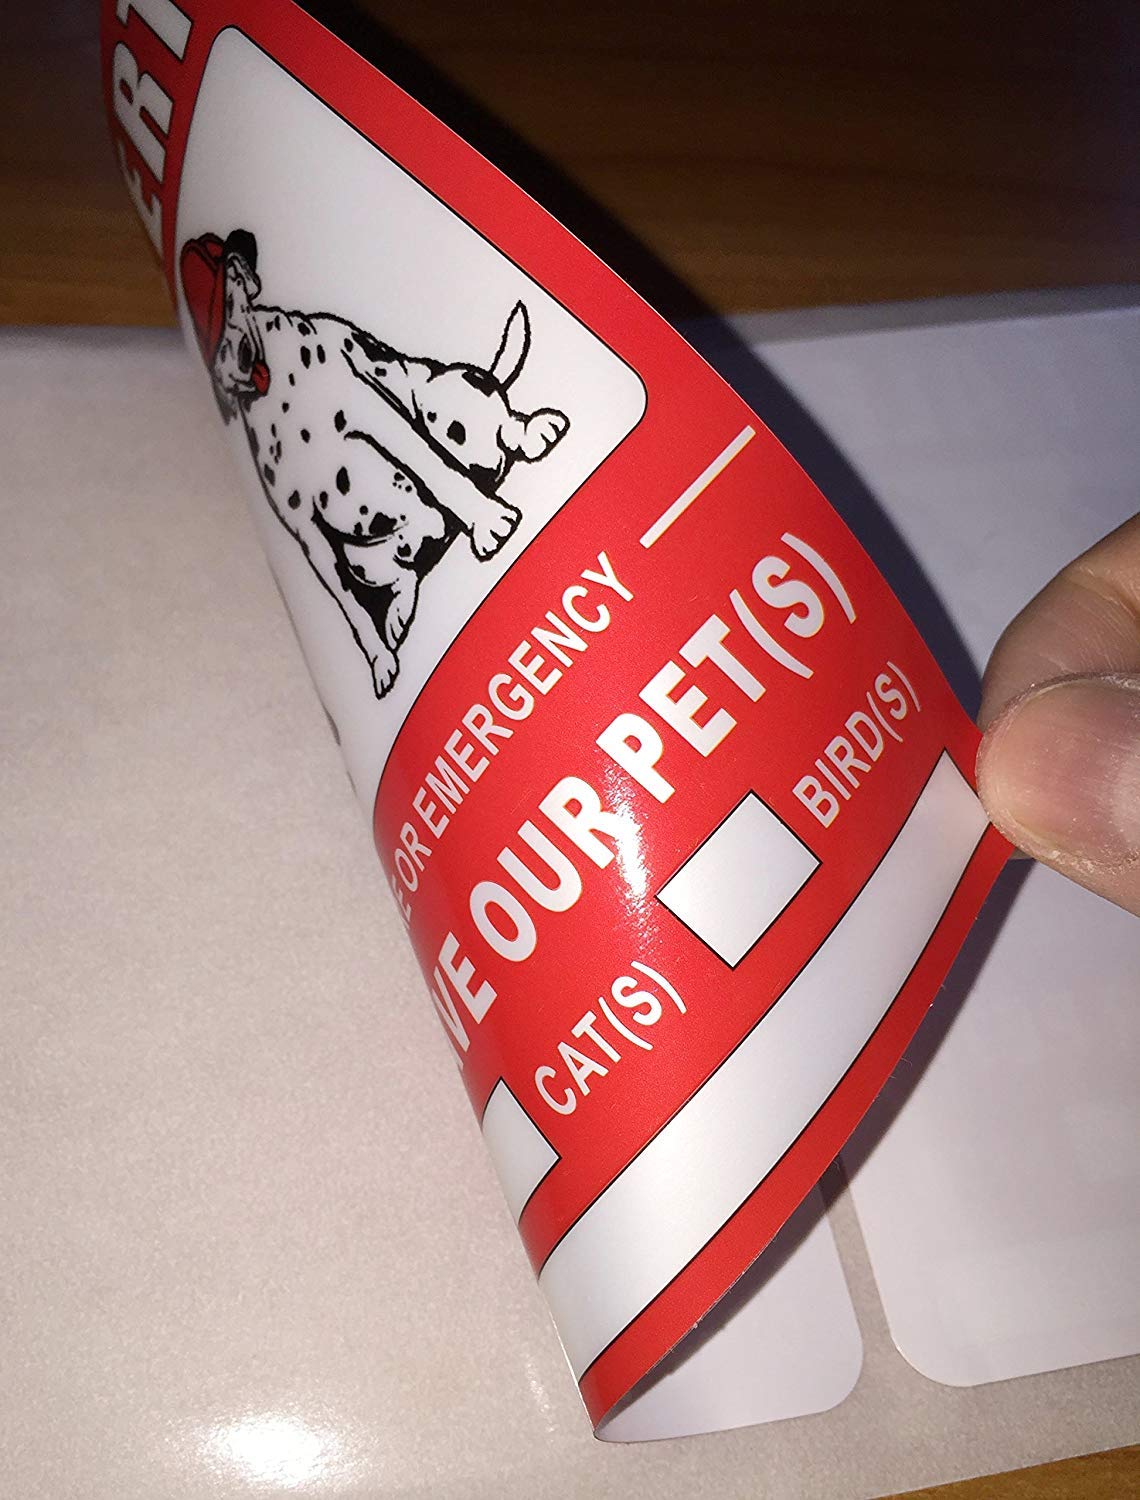 ERT
E OR EMERGENCY
VE OUR PET(S)
CAT(S) BIRD(S)